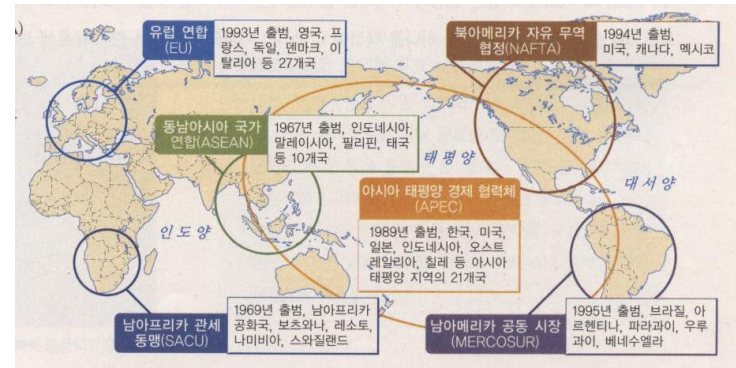 유럽 연합
(EU)
1993년 출범, 영국, 프
랑스, 독일, 덴마크, 이
탈리아 등 27개국
북아메리카 자유 무역
협정(NAFTA)
1994년 출범,
미국, 캐나다, 멕시코
동남아시아 국가
연합(ASEAN)
1967년 출범, 인도네시아,
말레이시아, 필리핀, 태국
등 10개국
태평양
대서양
인도양
아시아 태평양 경제 협력체
(APEC)
1989년 출범, 한국, 미국,
일본, 인도네시아, 오스트
레일리아, 칠레 등 아시아
태평양 지역의 21개국
남아프리카 관세
동맹(SACU)
1969년 출범, 남아프리카
공화국, 보츠와나, 레소토,
나미비아, 스와질랜드
남아메리카 공동 시장
(MERCOSUR)
1995년 출범, 브라질, 아
르헨티나, 파라과이, 우루
과이, 베네수엘라